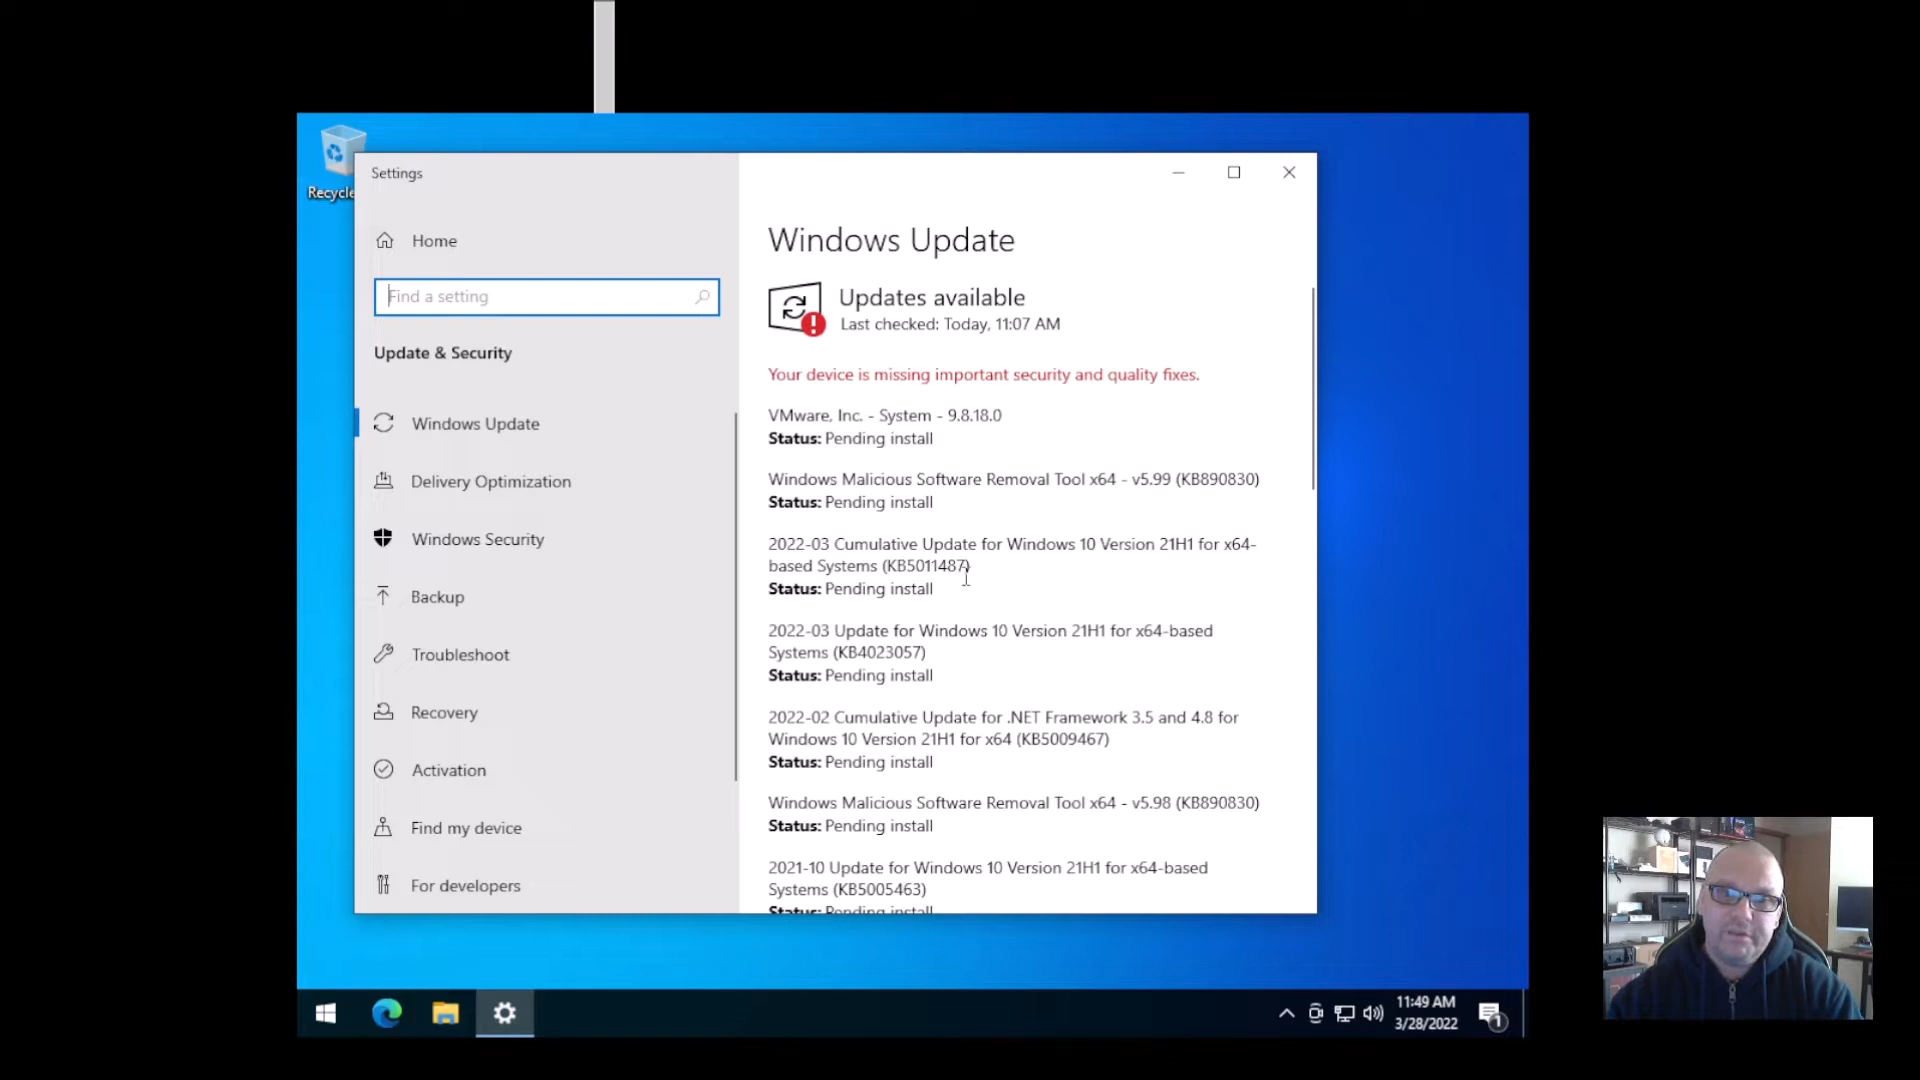 Recycle
Settings
Home
Find a setting
Update & Security
Windows Update
Delivery Optimization
Windows Security
Backup
Troubleshoot
Recovery
Activation
Find my device
For developers
Windows Update
Updates available
Last checked: Today, 11:07 AM
Your device is missing important security and quality fixes.
VMware, Inc. - System - 9.8.18.0
Status: Pending install
Windows Malicious Software Removal Tool x64 - v5.99 (KB890830)
Status: Pending install
2022-03 Cumulative Update for Windows 10 Version 21H1 for x64-
based Systems (KB5011487)
Status: Pending install
2022-03 Update for Windows 10 Version 21H1 for x64-based
Systems (KB4023057)
Status: Pending install
2022-02 Cumulative Update for .NET Framework 3.5 and 4.8 for
Windows 10 Version 21H1 for x64 (KB5009467)
Status: Pending install
Windows Malicious Software Removal Tool x64 - v5.98 (KB890830)
Status: Pending install
2021-10 Update for Windows 10 Version 21H1 for x64-based
Systems (KB5005463)
Status: Pending install
11:49 AM
3/28/2022
1